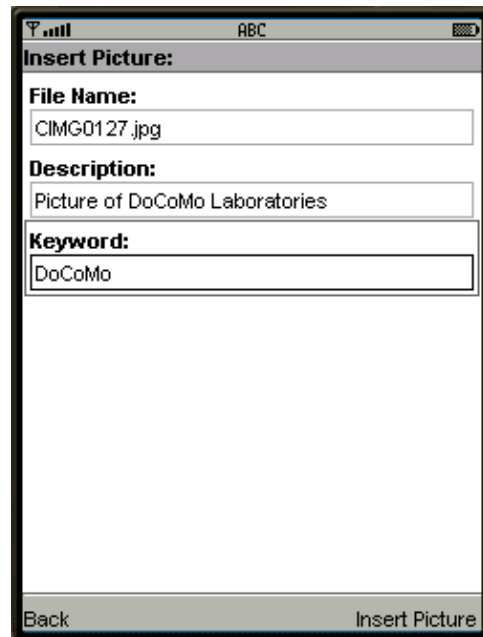 ABC
Insert Picture:
File Name:
CIMG0127.jpg
Description:
Picture of DoCoMo Laboratories
Keyword:
DoCoMo
Back Insert Picture